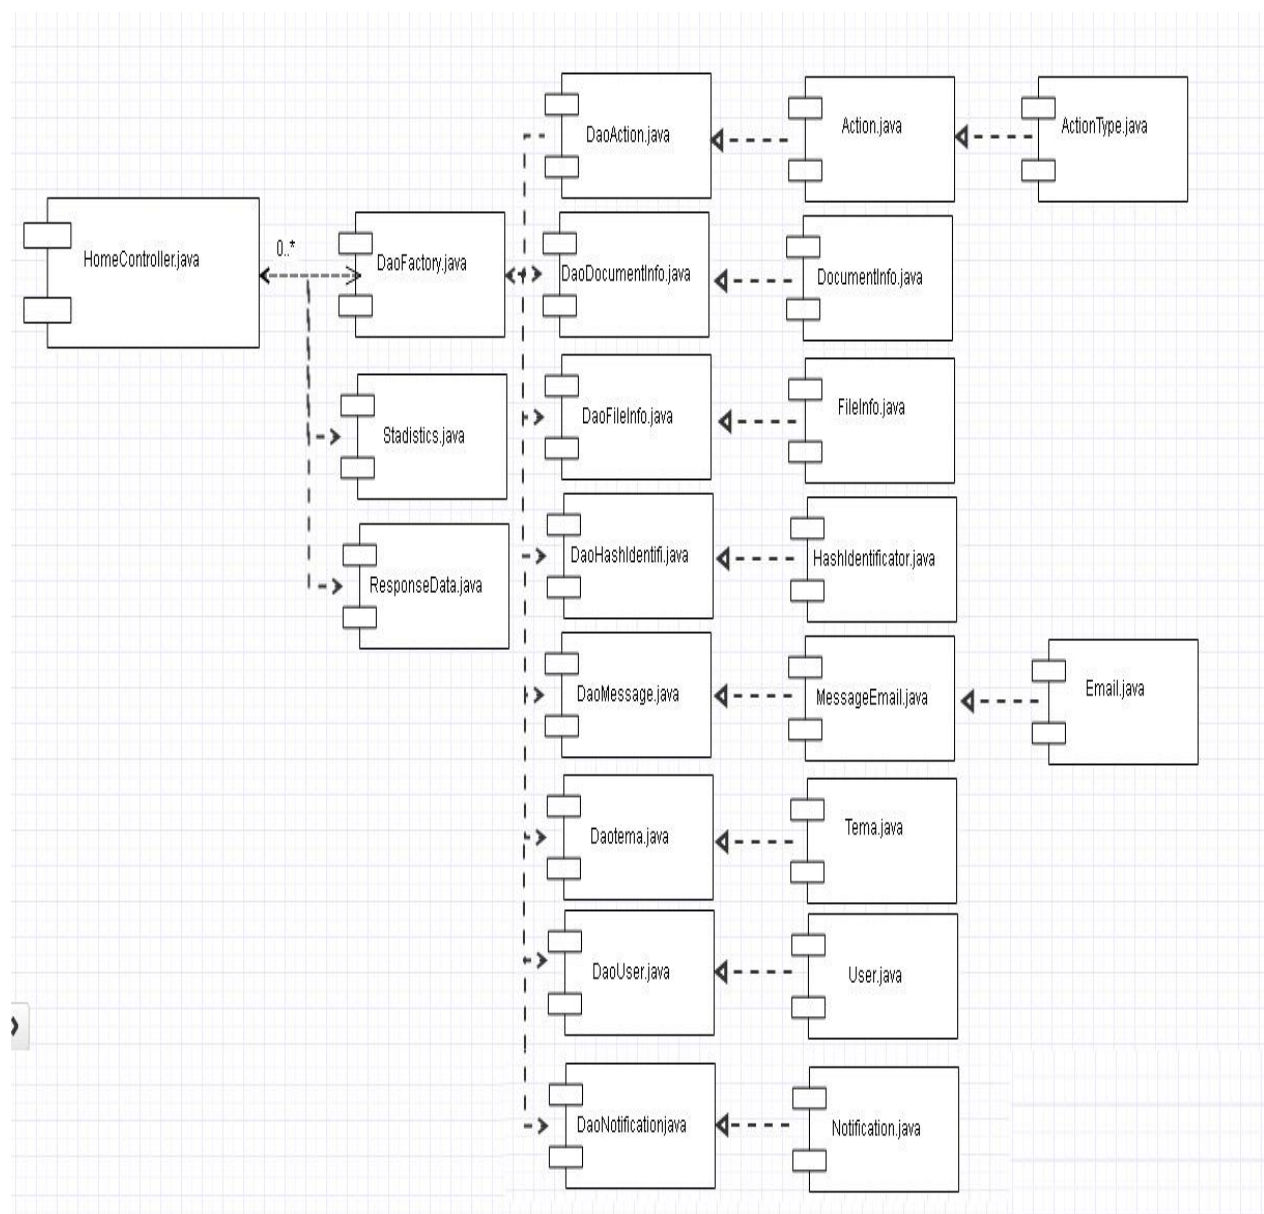 DaoAction.java
Action.java
ActionType.java
HomeController.java
0..*
DaoFactory.java
DaoDocumentInfo.java
DocumentInfo.java
DaoFileInfo.java
FileInfo.java
Stadistics.java
DaoHashIdentifi.java
HashIdentificator.java
ResponseData.java
DaoMessage.java
MessageEmail.java
Email.java
Daotema.java
Tema.java
DaoUser.java
User.java
DaoNotificationjava
Notification.java